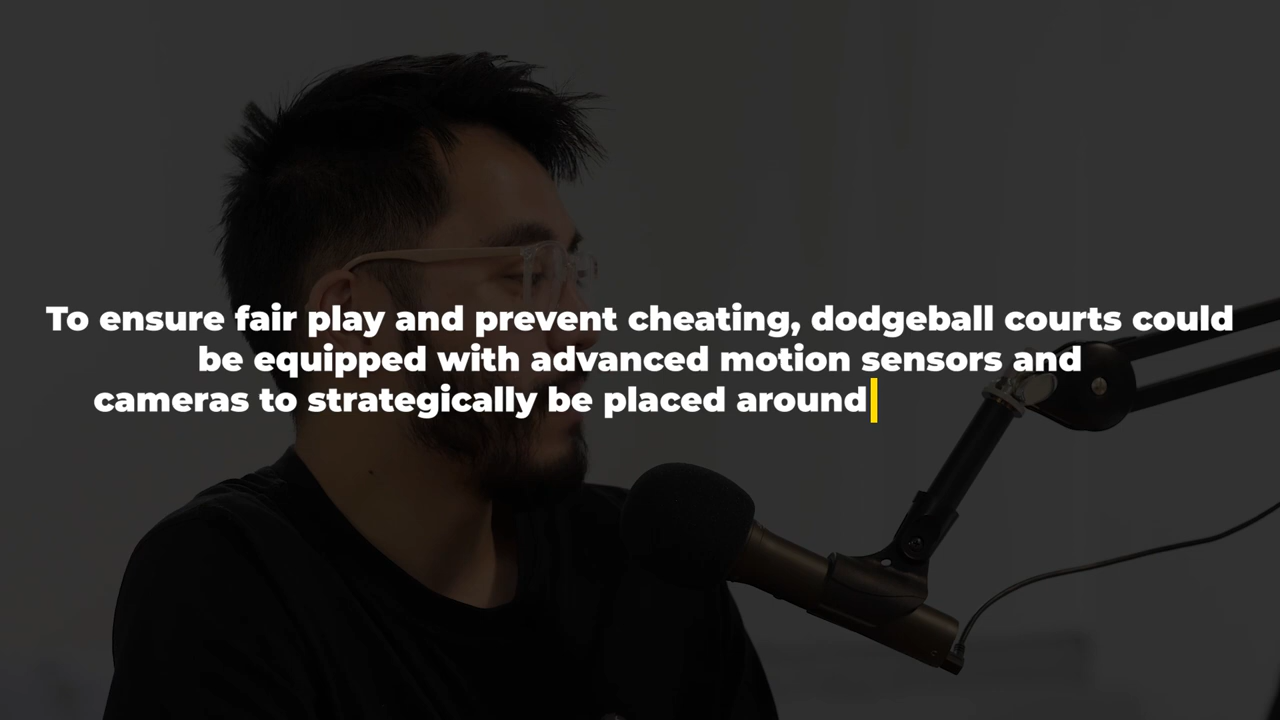 To ensure fair play and prevent cheating, dodgeball courts could
be equipped with advanced motion sensors and
cameras to strategically be placed around